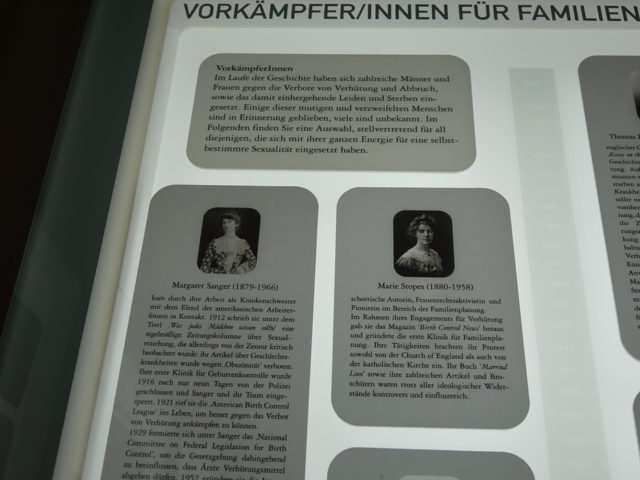 VORKÄMPFER/INNEN FÜR FAMILIEN
VorkämpferInnen
Im Laufe der Geschichte haben sich zahlreiche Männer und
Frauen gegen die Verbote von Verhütung und Abbruch,
sowie das damit einhergehende Leiden und Sterben ein-
gesetzt. Einige dieser mutigen und verzweifelten Menschen
sind in Erinnerung geblieben, viele sind unbekannt. Im
Folgenden finden Sie eine Auswahl, stellvertretend für all
diejenigen, die sich mit ihrer ganzen Energie für eine selbst-
bestimmte Sexualität eingesetzt haben.
Margaret Sanger (1879-1966)
kam durch ihre Arbeit als Krankenschwester
mit dem Elend der amerikanischen Arbeiter-
frauen in Kontakt. 1912 schrieb sie unter dem
Titel ‚Was jedes Mädchen wissen sollte' eine
regelmäßige Zeitungskolumne über Sexual-
erziehung, die allerdings von der Zensur kritisch
beobachtet wurde: ihr Artikel über Geschlechts-
krankheiten wurde wegen ‚Obszönität' verboten.
Ihre erste Klinik für Geburtenkontrolle wurde
1916 nach nur neun Tagen von der Polizei
geschlossen und Sanger und ihr Team einge-
sperrt. 1921 rief sie die ‚American Birth Control
League' ins Leben, um besser gegen das Verbot
von Verhütung ankämpfen zu können.
1929 formierte sich unter Sanger das ‚National
Committee on Federal Legislation for Birth
Control', um die Gesetzgebung dahingehend
zu beeinflussen, dass Ärzte Verhütungsmittel
abgeben dürfen. 1952 gründete sie die
Marie Stopes (1880-1958)
schottische Autorin, Frauenrechtsaktivistin und
Pionierin im Bereich der Familienplanung.
Im Rahmen ihres Engagements für Verhütung
gab sie das Magazin ‚Birth Control News' heraus
und gründete die erste Klinik für Familienpla-
nung. Ihre Tätigkeiten brachten ihr Protest
sowohl von der Church of England als auch von
der katholischen Kirche ein. Ihr Buch ‚Married
Love' sowie ihre zahlreichen Artikel und Bro-
schüren waren trotz aller ideologischer Wider-
stände kontrovers und einflussreich.
Thomas
englischer